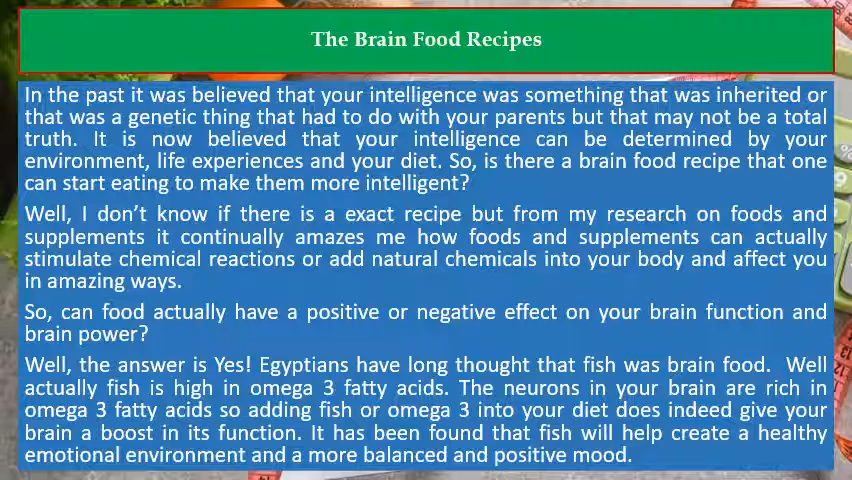 The Brain Food Recipes
In the past it was believed that your intelligence was something that was inherited or
that was a genetic thing that had to do with your parents but that may not be a total
truth. It is now believed that your intelligence can be determined by your
environment, life experiences and your diet. So, is there a brain food recipe that one
can start eating to make them more intelligent?
Well, I don't know if there is a exact recipe but from my research on foods and
supplements it continually amazes me how foods and supplements can actually
stimulate chemical reactions or add natural chemicals into your body and affect you
in amazing ways.
So, can food actually have a positive or negative effect on your brain function and
brain power?
Well, the answer is Yes! Egyptians have long thought that fish was brain food.  Well
actually fish is high in omega 3 fatty acids. The neurons in your brain are rich in
omega 3 fatty acids so adding fish or omega 3 into your diet does indeed give your
brain a boost in its function. It has been found that fish will help create a healthy
emotional environment and a more balanced and positive mood.